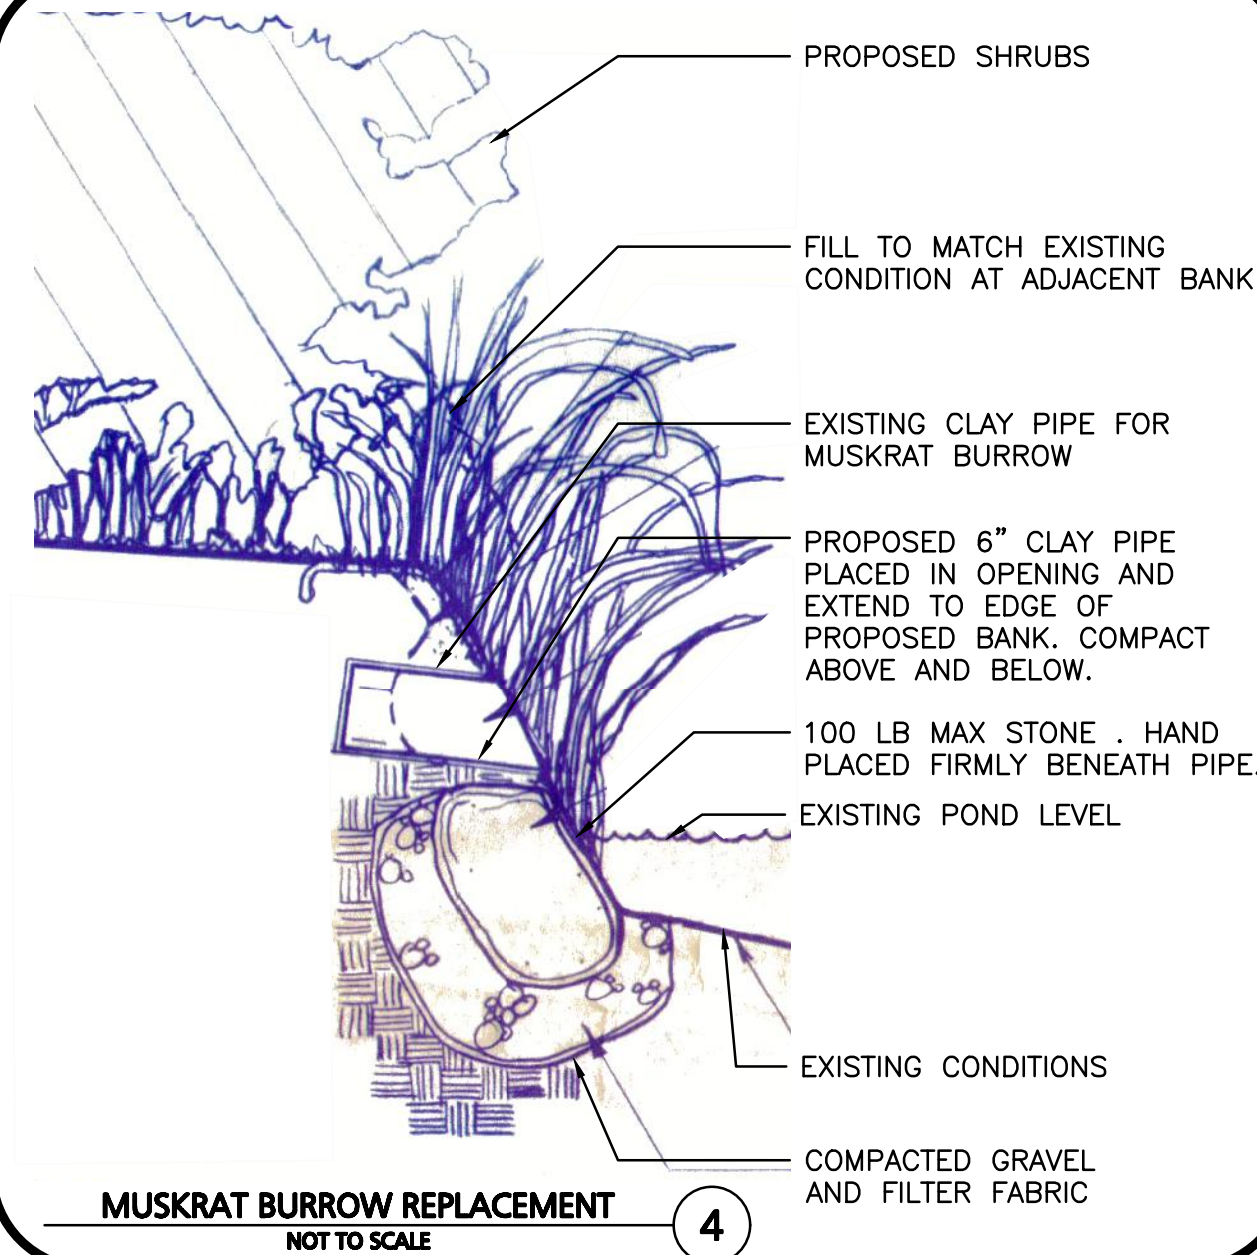 PROPOSED SHRUBS
FILL TO MATCH EXISTING
CONDITION AT ADJACENT BANK
EXISTING CLAY PIPE FOR
MUSKRAT BURROW
PROPOSED 6” CLAY PIPE
PLACED IN OPENING AND
EXTEND TO EDGE OF
PROPOSED BANK. COMPACT
ABOVE AND BELOW.
100 LB MAX STONE . HAND
PLACED FIRMLY BENEATH PIPE.
EXISTING POND LEVEL
EXISTING CONDITIONS
COMPACTED GRAVEL
AND FILTER FABRIC
MUSKRAT BURROW REPLACEMENT
NOT TO SCALE
4